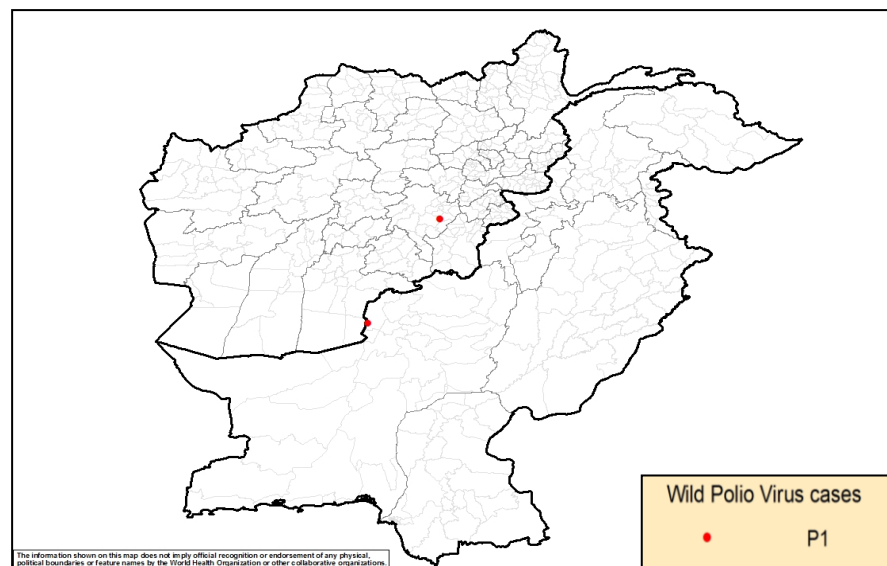 Wild Polio Virus cases
P1
The information shown on this map does not imply official recognition or endorsement of any physical,
political boundaries or feature names by the World Health Organization or other collaborative organizations.